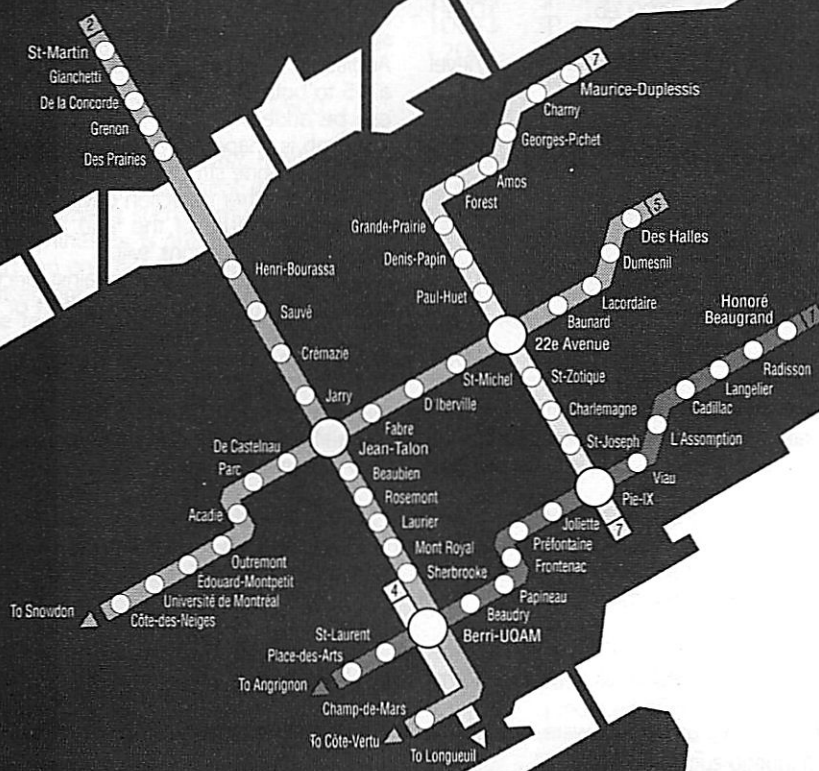 2
St-Martin
Gianchetti
De la Concorde
Grenon
Des Prairies
7
Maurice-Duplessis
Charny
Georges-Pichet
Amos
Forest
Grande-Prairie
Denis-Papin
Paul-Huet
5
Des Halles
Dumesnil
Lacordaire
Baunard
22e Avenue
Henri-Bourassa
Sauvé
Crémazie
Jarry
Honoré
Beaugrand
1
Radisson
Langelier
Cadillac
L'Assomption
Viau
St-Michel
D'Iberville
Fabre
Jean-Talon
St-Zotique
Charlemagne
St-Joseph
Pie-IX
7
De Castelnau
Parc
Acadie
Outremont
Edouard-Montpetit
Université de Montréal
Côte-des-Neiges
To Snowdon
Beaubien
Rosemont
Laurier
Mont Royal
Sherbrooke
4
Joliette
Préfontaine
Frontenac
Papineau
Beaudry
Berri-UQAM
St-Laurent
Place-des-Arts
To Angrignon
Champ-de-Mars
To Côte-Vertu
To Longueuil